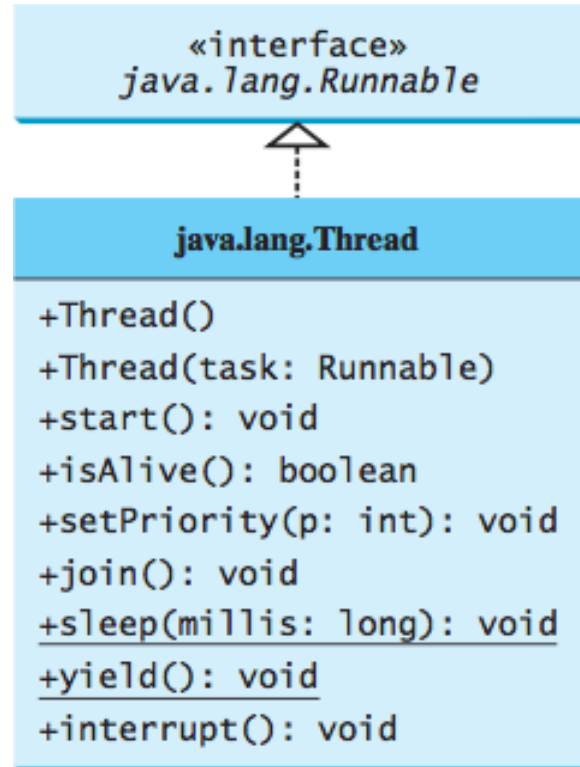 «interface»
java.lang.Runnable
java.lang.Thread
+Thread()
+Thread(task: Runnable)
+start(): void
+isAlive(): boolean
+setPriority(p: int): void
+join(): void
+sleep(millis: long): void
+yield(): void
+interrupt(): void